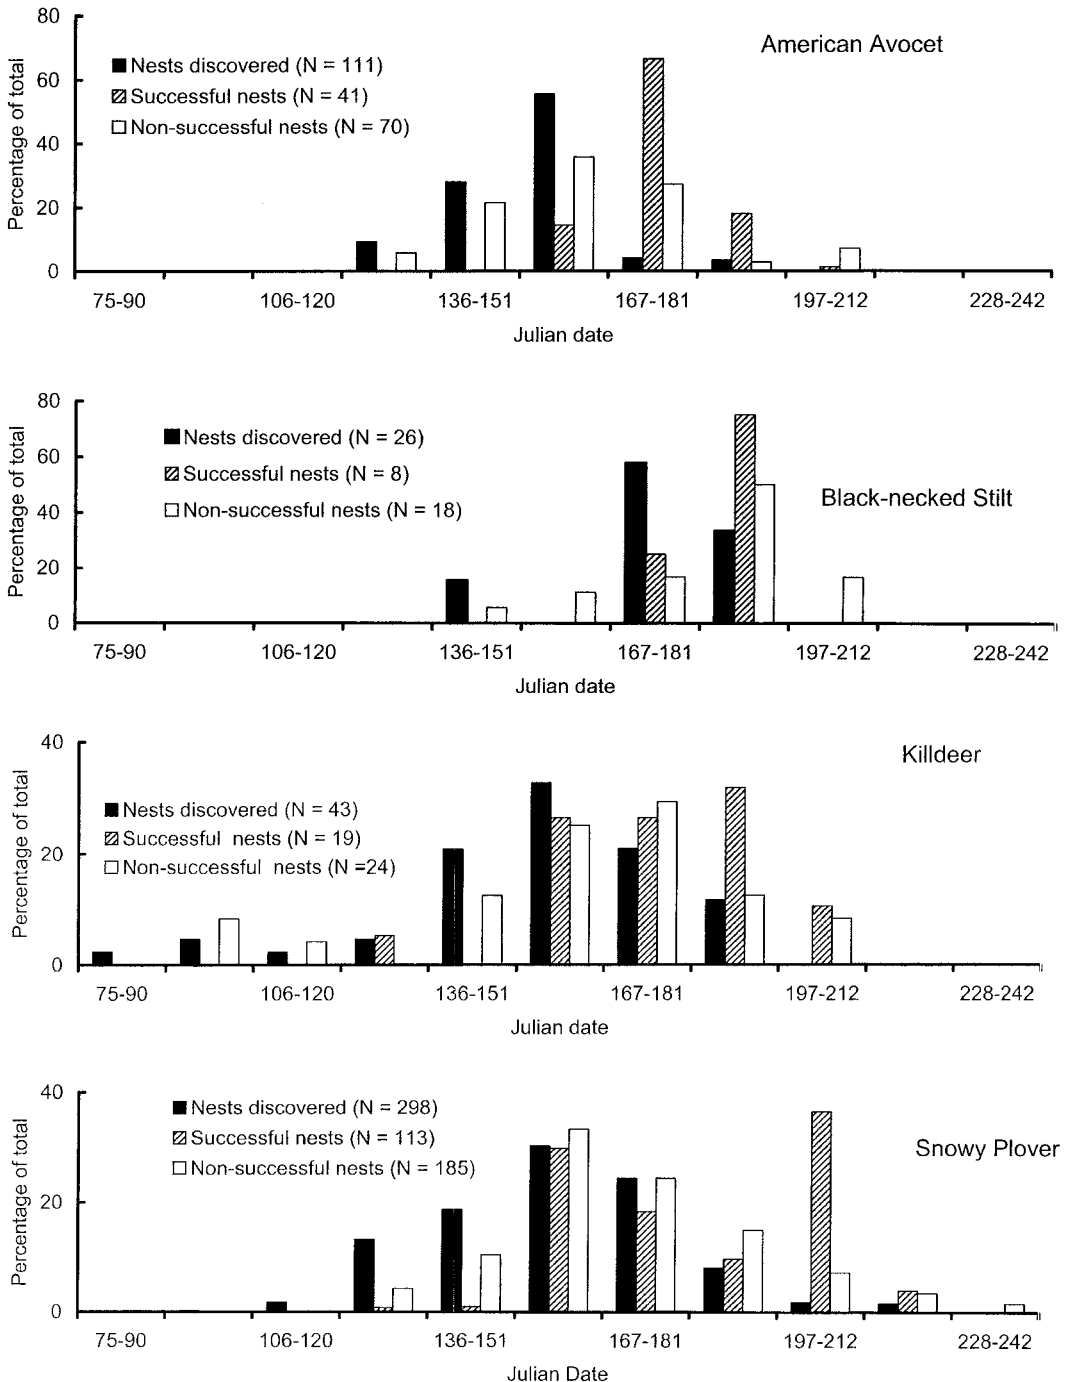 American Avocet
Percentage of total
80
60
40
20
0
Nests discovered (N = 111)
Successful nests (N = 41)
Non-successful nests (N = 70)
75-90 106-120 136-151 167-181 197-212 228-242
Julian date
Black-necked Stilt
Percentage of total
80
60
40
20
0
Nests discovered (N = 26)
Successful nests (N = 8)
Non-successful nests (N = 18)
75-90 106-120 136-151 167-181 197-212 228-242
Julian date
Killdeer
Percentage of total
40
20
0
Nests discovered (N = 43)
Successful nests (N = 19)
Non-successful nests (N =24)
75-90 106-120 136-151 167-181 197-212 228-242
Julian date
Snowy Plover
Percentage of total
40
20
0
Nests discovered (N = 298)
Successful nests (N = 113)
Non-successful nests (N = 185)
75-90 106-120 136-151 167-181 197-212 228-242
Julian Date